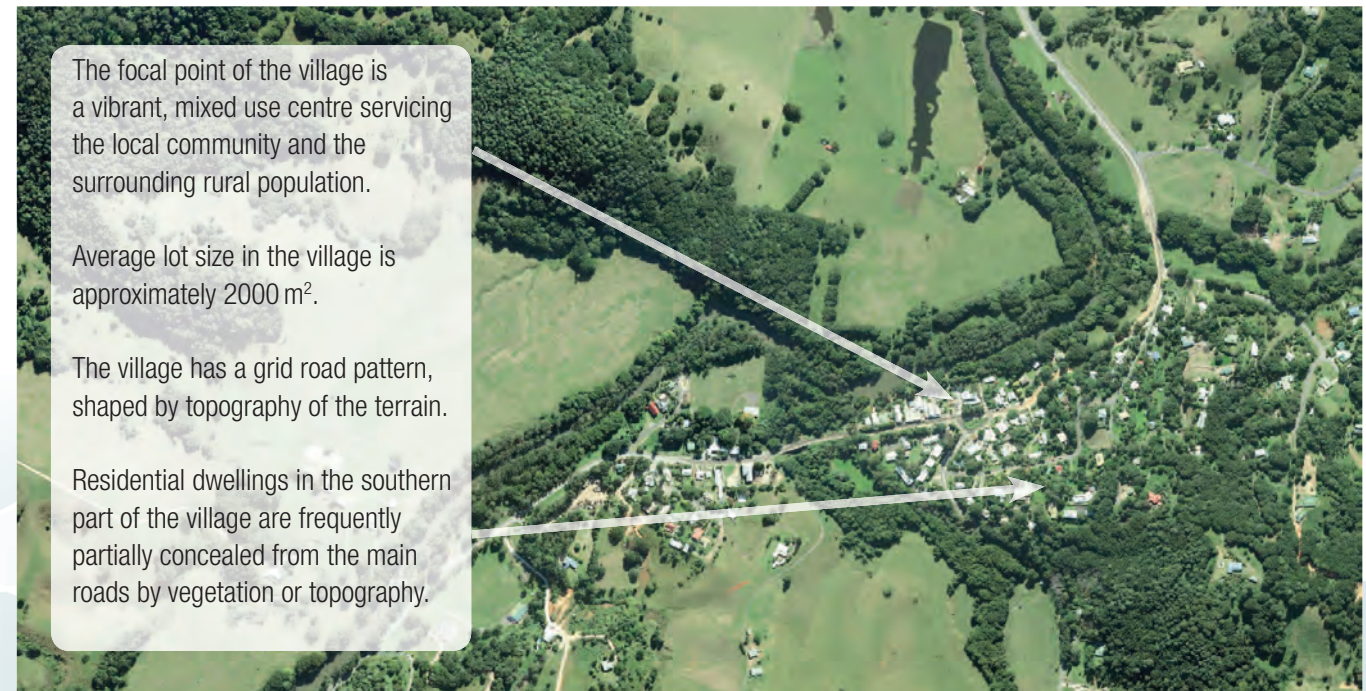 The focal point of the village is
a vibrant, mixed use centre servicing
the local community and the
surrounding rural population.
Average lot size in the village is
approximately 2000 m².
The village has a grid road pattern,
shaped by topography of the terrain.
Residential dwellings in the southern
part of the village are frequently
partially concealed from the main
roads by vegetation or topography.